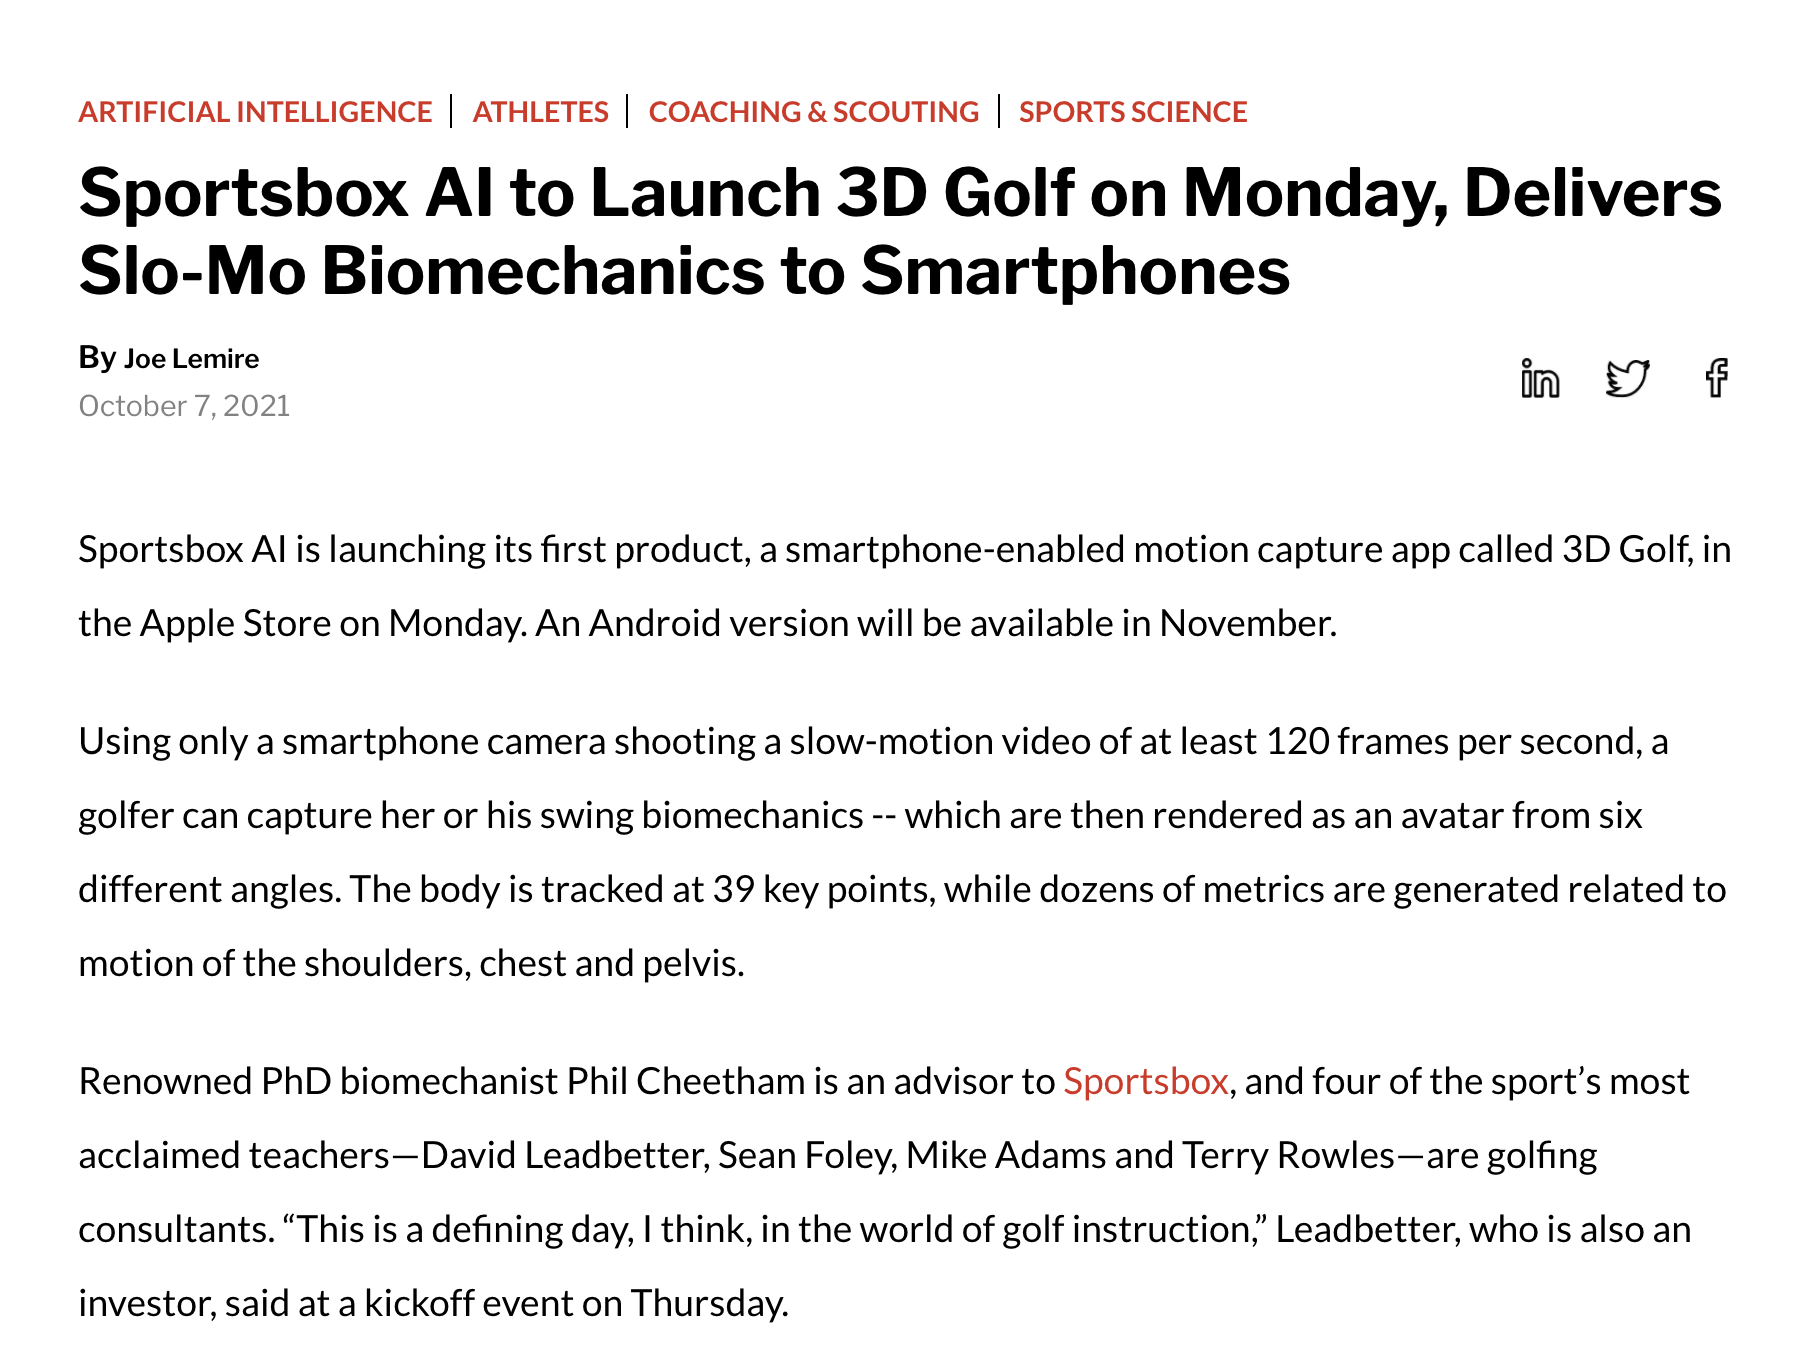 ARTIFICIAL INTELLIGENCE | ATHLETES | COACHING & SCOUTING | SPORTS SCIENCE
Sportsbox AI to Launch 3D Golf on Monday, Delivers
Slo-Mo Biomechanics to Smartphones
By Joe Lemire
October 7, 2021
Sportsbox AI is launching its first product, a smartphone-enabled motion capture app called 3D Golf, in
the Apple Store on Monday. An Android version will be available in November.
Using only a smartphone camera shooting a slow-motion video of at least 120 frames per second, a
golfer can capture her or his swing biomechanics -- which are then rendered as an avatar from six
different angles. The body is tracked at 39 key points, while dozens of metrics are generated related to
motion of the shoulders, chest and pelvis.
Renowned PhD biomechanist Phil Cheetham is an advisor to Sportsbox, and four of the sport’s most
acclaimed teachers—David Leadbetter, Sean Foley, Mike Adams and Terry Rowles—are golfing
consultants. “This is a defining day, I think, in the world of golf instruction,” Leadbetter, who is also an
investor, said at a kickoff event on Thursday.